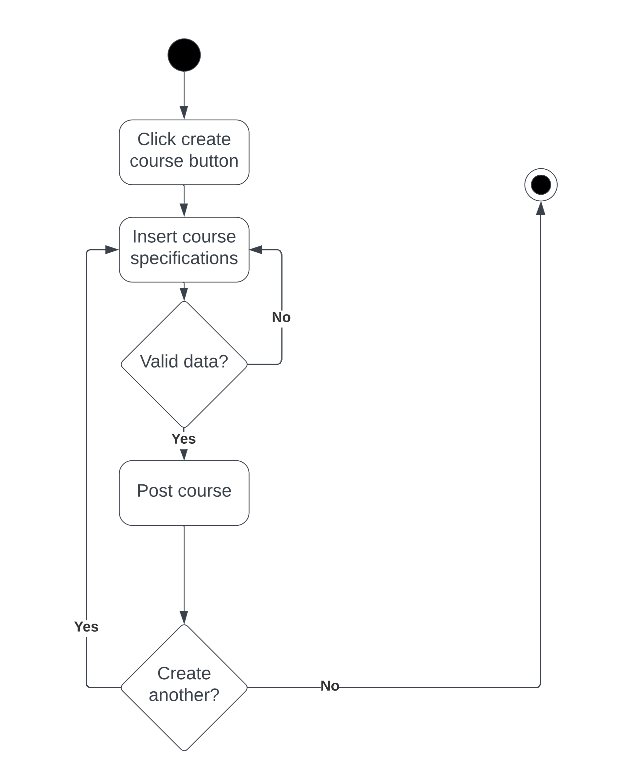 Click create
course button
Insert course
specifications
No
Valid data?
Yes
Post course
Yes
Create
another?
No